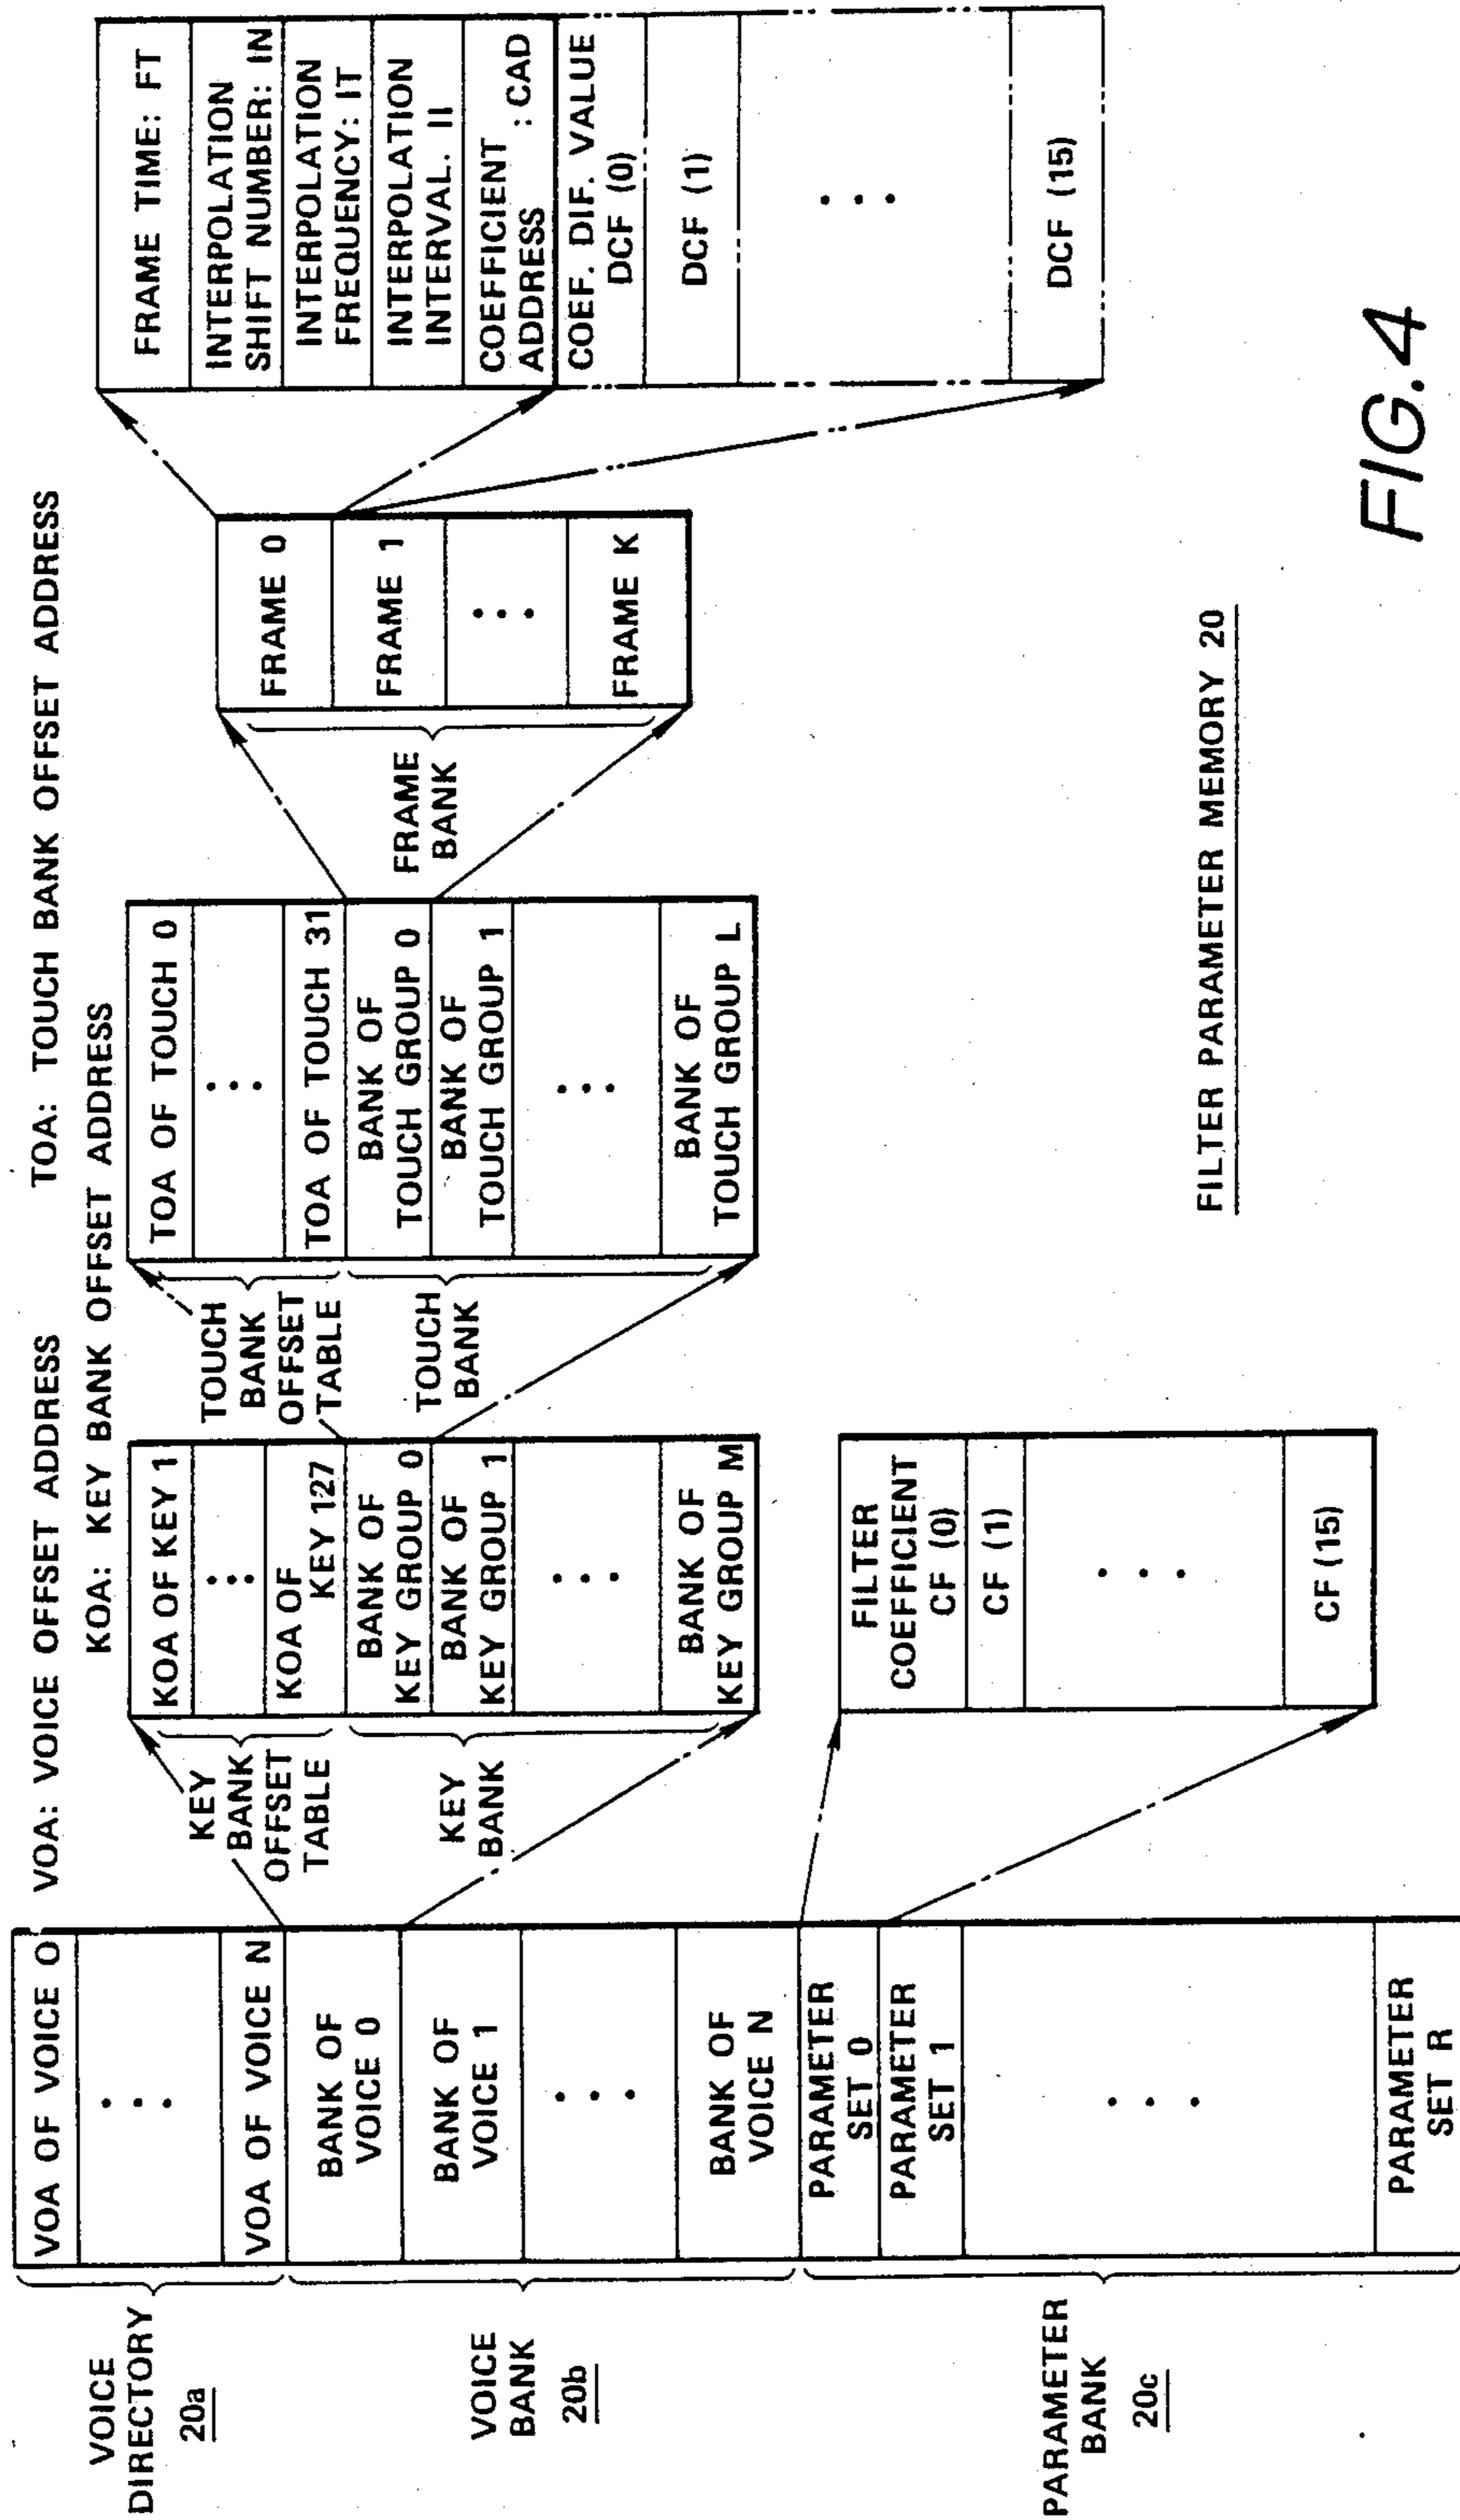 VOA: VOICE OFFSET ADDRESS
TOA: TOUCH BANK OFFSET ADDRESS
KOA: KEY BANK OFFSET ADDRESS
VOICE
DIRECTORY
20a
VOICE
BANK
20b
PARAMETER
BANK
20c
VOA OF VOICE 0
VOA OF VOICE N
BANK OF
VOICE 0
BANK OF
VOICE 1
BANK OF
VOICE N
PARAMETER
SET 0
PARAMETER
SET 1
PARAMETER
SET R
KEY
BANK
OFFSET
TABLE
KEY
BANK
KOA OF KEY 1
KOA OF
KEY 127
BANK OF
KEY GROUP 0
BANK OF
KEY GROUP 1
BANK OF
KEY GROUP M
FILTER
COEFFICIENT
CF (0)
CF (1)
CF (15)
TOUCH
BANK
OFFSET
TABLE
TOUCH
BANK
TOA OF TOUCH 0
TOA OF TOUCH 31
BANK OF
TOUCH GROUP 0
BANK OF
TOUCH GROUP 1
BANK OF
TOUCH GROUP L
FRAME
BANK
FRAME 0
FRAME 1
FRAME K
FRAME TIME: FT
INTERPOLATION
SHIFT NUMBER: IN
INTERPOLATION
FREQUENCY: IT
INTERPOLATION
INTERVAL. II
COEFFICIENT
ADDRESS : CAD
COEF. DIF. VALUE
DCF (0)
DCF (1)
DCF (15)
FILTER PARAMETER MEMORY 20
FIG.4